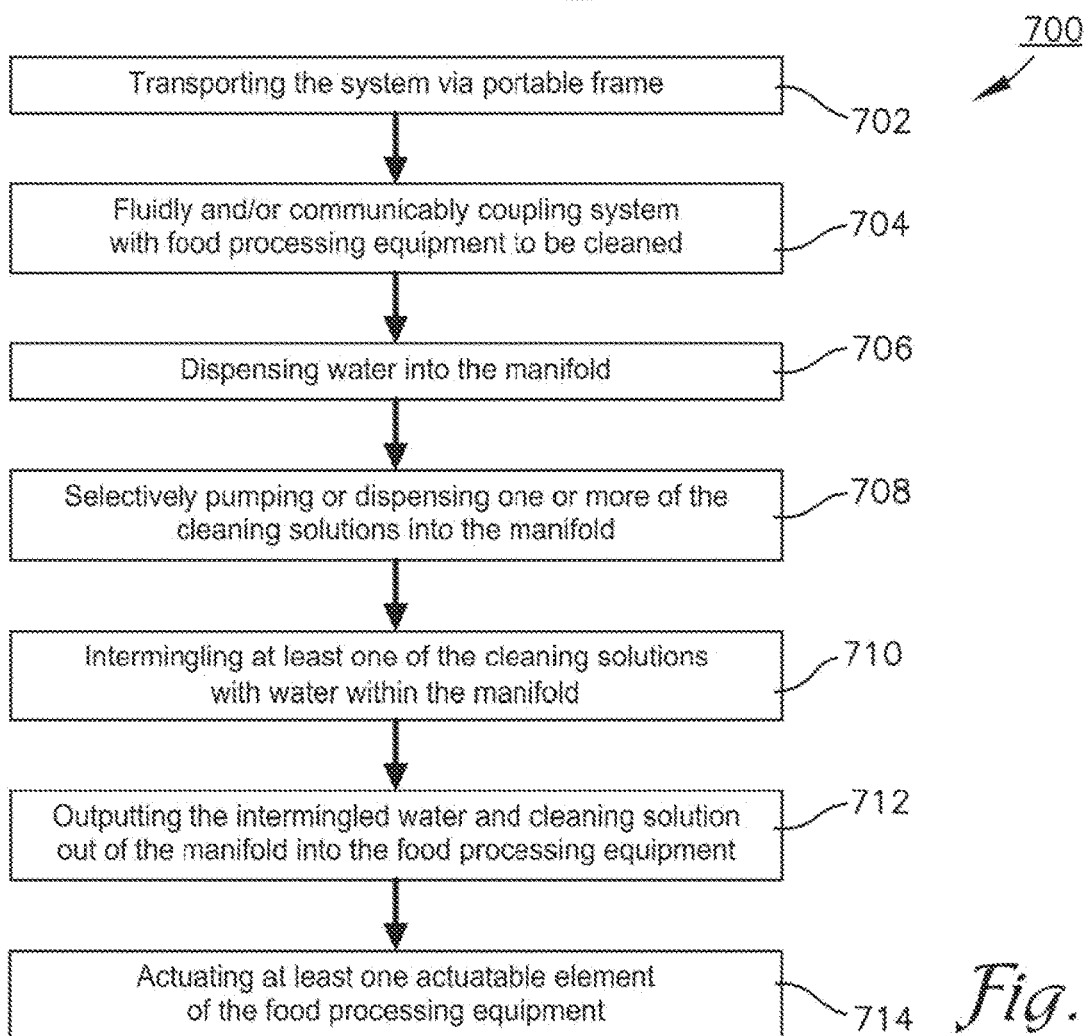 700
Transporting the system via portable frame
702
Fluidly and/or communicably coupling system
with food processing equipment to be cleaned
704
Dispensing water into the manifold
706
Selectively pumping or dispensing one or more of the
cleaning solutions into the manifold
708
Intermingling at least one of the cleaning solutions
with water within the manifold
710
Outputting the intermingled water and cleaning solution
out of the manifold into the food processing equipment
712
Actuating at least one actuatable element
of the food processing equipment
714
Fig.